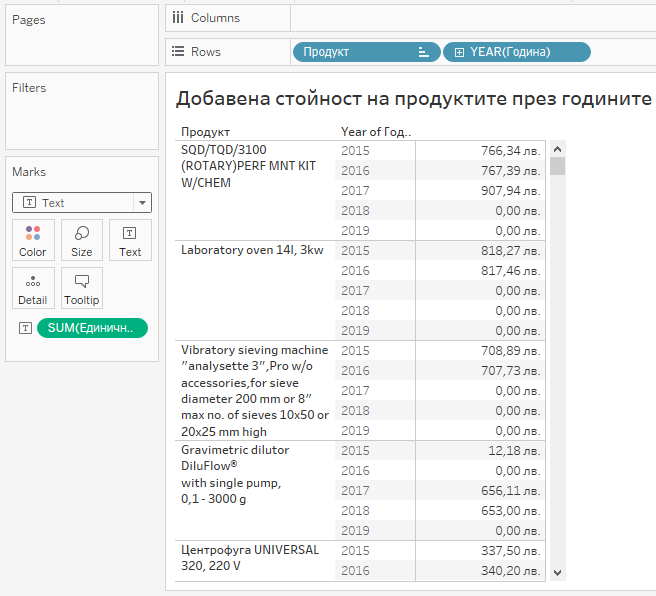 Pages
Columns
Rows
Продукт
YEAR(Година)
Filters
Marks
Text
Color
Size
Text
Detail
Tooltip
SUM(Единичн..
Добавена стойност на продуктите през годините
Продукт Year of Год..
SQD/TQD/3100 2015 766,34 лв.
(ROTARY)PERF MNT KIT 2016 767,39 лв.
W/CHEM 2017 907,94 лв.
2018 0,00 лв.
2019 0,00 лв.
Laboratory oven 14l, 3kw 2015 818,27 лв.
2016 817,46 лв.
2017 0,00 лв.
2018 0,00 лв.
2019 0,00 лв.
Vibratory sieving machine 2015 708,89 лв.
"analysette 3",Pro w/o 2016 707,73 лв.
accessories,for sieve 2017 0,00 лв.
diameter 200 mm or 8" 2018 0,00 лв.
max no. of sieves 10x50 or 2019 0,00 лв.
20x25 mm high
Gravimetric dilutor 2015 12,18 лв.
DiluFlow® 2016 0,00 лв.
with single pump, 2017 656,11 лв.
0,1 - 3000 g 2018 653,00 лв.
2019 0,00 лв.
Центрофуга UNIVERSAL 2015 337,50 лв.
320, 220 V 2016 340,20 лв.